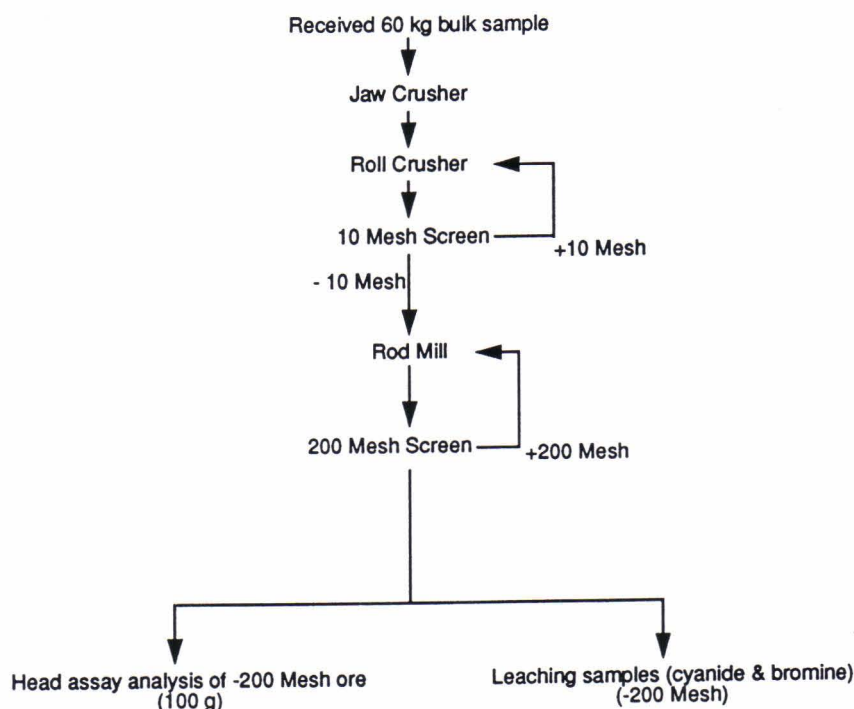 Received 60 kg bulk sample
Jaw Crusher
Roll Crusher
10 Mesh Screen
+10 Mesh
- 10 Mesh
Rod Mill
200 Mesh Screen
+200 Mesh
Head assay analysis of -200 Mesh ore
(100 g)
Leaching samples (cyanide & bromine)
(-200 Mesh)